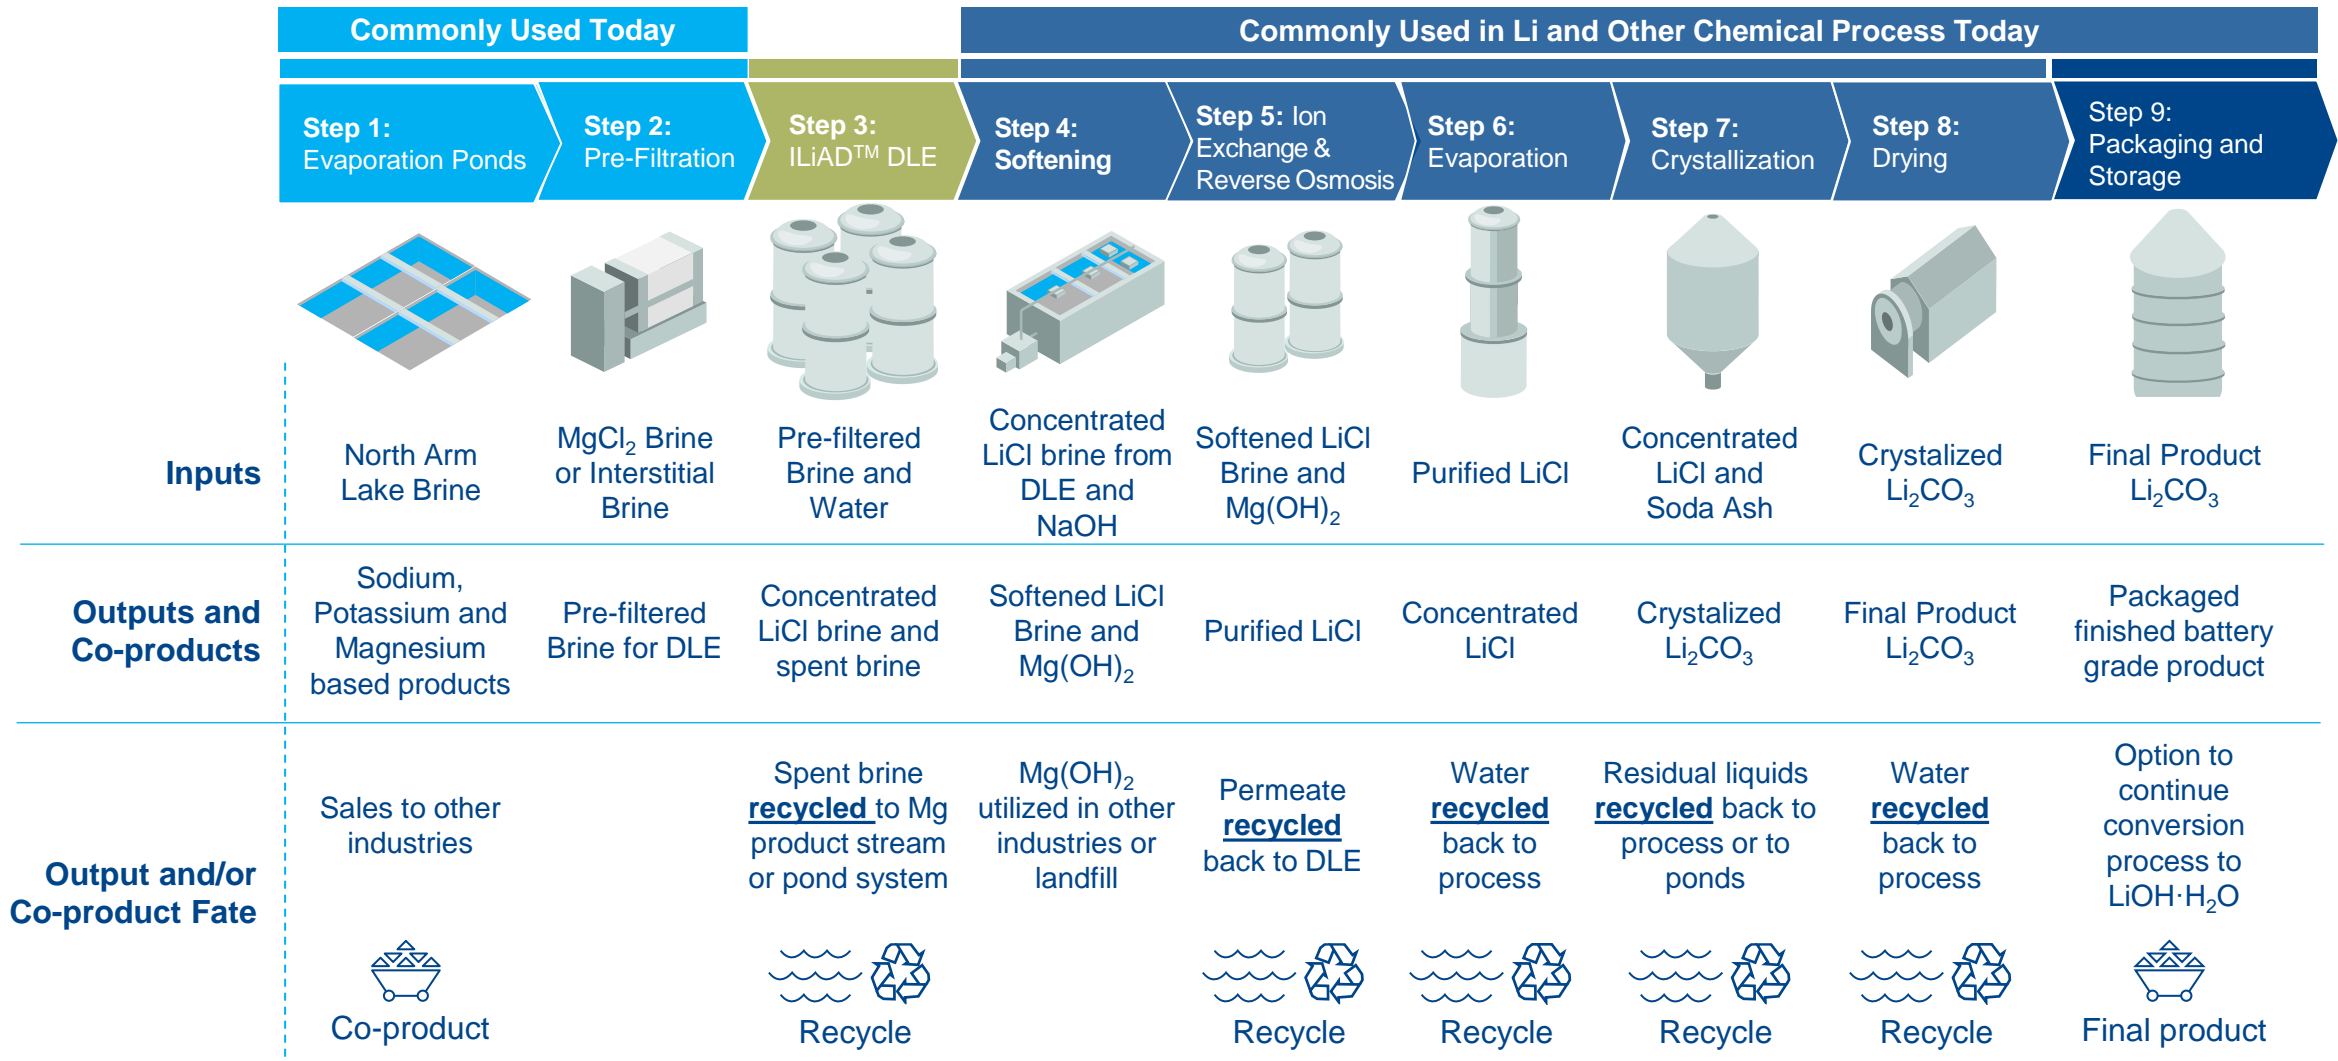 Commonly Used Today
Commonly Used in Li and Other Chemical Process Today
Step 1:
Evaporation Ponds
Step 2:
Pre-Filtration
Step 3:
ILiAD™ DLE
Step 4:
Softening
Step 5: Ion
Exchange &
Reverse Osmosis
Step 6:
Evaporation
Step 7:
Crystallization
Step 8:
Drying
Step 9:
Packaging and
Storage
Inputs
North Arm
Lake Brine
MgCl₂ Brine
or Interstitial
Brine
Pre-filtered
Brine and
Water
Concentrated
LiCl brine from
DLE and
NaOH
Softened LiCl
Brine and
Mg(OH)₂
Purified LiCl
Concentrated
LiCl and
Soda Ash
Crystalized
Li₂CO₃
Final Product
Li₂CO₃
Outputs and
Co-products
Sodium,
Potassium and
Magnesium
based products
Pre-filtered
Brine for DLE
Concentrated
LiCl brine and
spent brine
Softened LiCl
Brine and
Mg(OH)₂
Purified LiCl
Concentrated
LiCl
Crystalized
Li₂CO₃
Final Product
Li₂CO₃
Packaged
finished battery
grade product
Output and/or
Co-product Fate
Sales to other
industries
Spent brine
recycled to Mg
product stream
or pond system
Mg(OH)₂
utilized in other
industries or
landfill
Permeate
recycled
back to DLE
Water
recycled
back to
process
Residual liquids
recycled back to
process or to
ponds
Water
recycled
back to
process
Option to
continue
conversion
process to
LiOH·H₂O
Co-product
Recycle
Recycle
Recycle
Recycle
Recycle
Final product